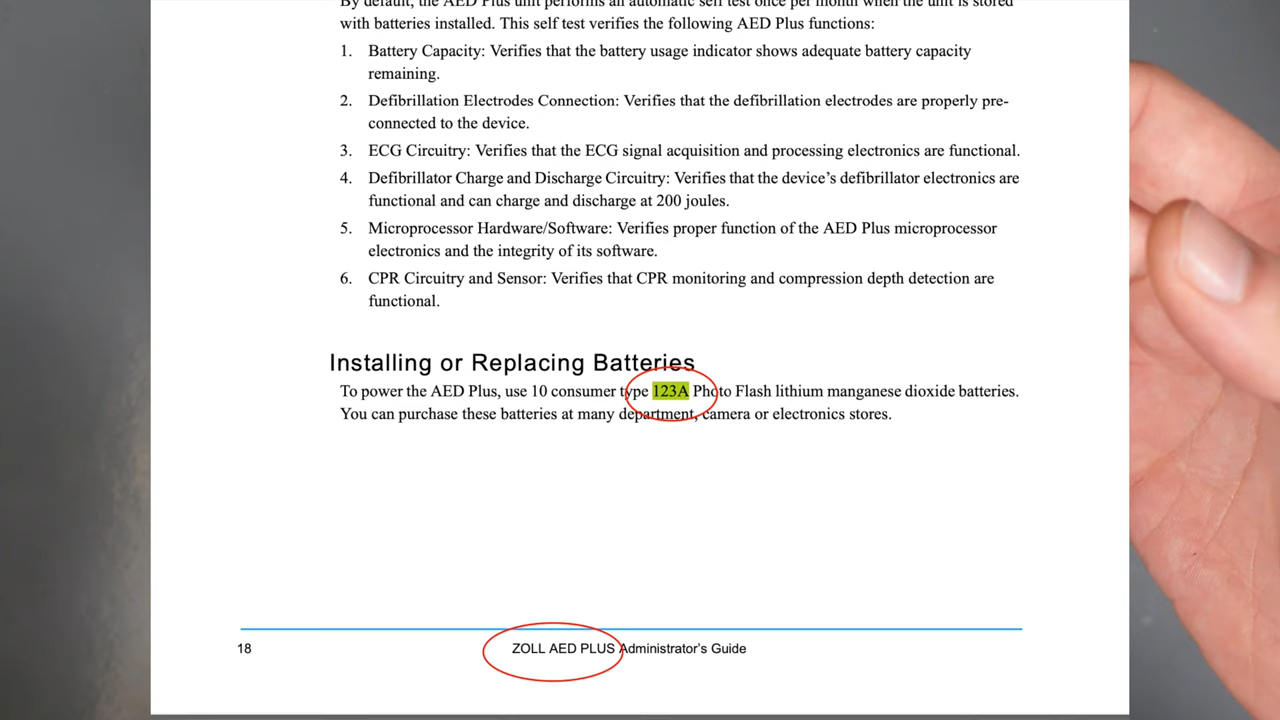 By default, the AED Plus unit performs an automatic self test once per month when the unit is stored
with batteries installed. This self test verifies the following AED Plus functions:
1. Battery Capacity: Verifies that the battery usage indicator shows adequate battery capacity
remaining.
2. Defibrillation Electrodes Connection: Verifies that the defibrillation electrodes are properly pre-
connected to the device.
3. ECG Circuitry: Verifies that the ECG signal acquisition and processing electronics are functional.
4. Defibrillator Charge and Discharge Circuitry: Verifies that the device’s defibrillator electronics are
functional and can charge and discharge at 200 joules.
5. Microprocessor Hardware/Software: Verifies proper function of the AED Plus microprocessor
electronics and the integrity of its software.
6. CPR Circuitry and Sensor: Verifies that CPR monitoring and compression depth detection are
functional.
Installing or Replacing Batteries
To power the AED Plus, use 10 consumer type 123A Photo Flash lithium manganese dioxide batteries.
You can purchase these batteries at many department, camera or electronics stores.
18 ZOLL AED PLUS Administrator’s Guide